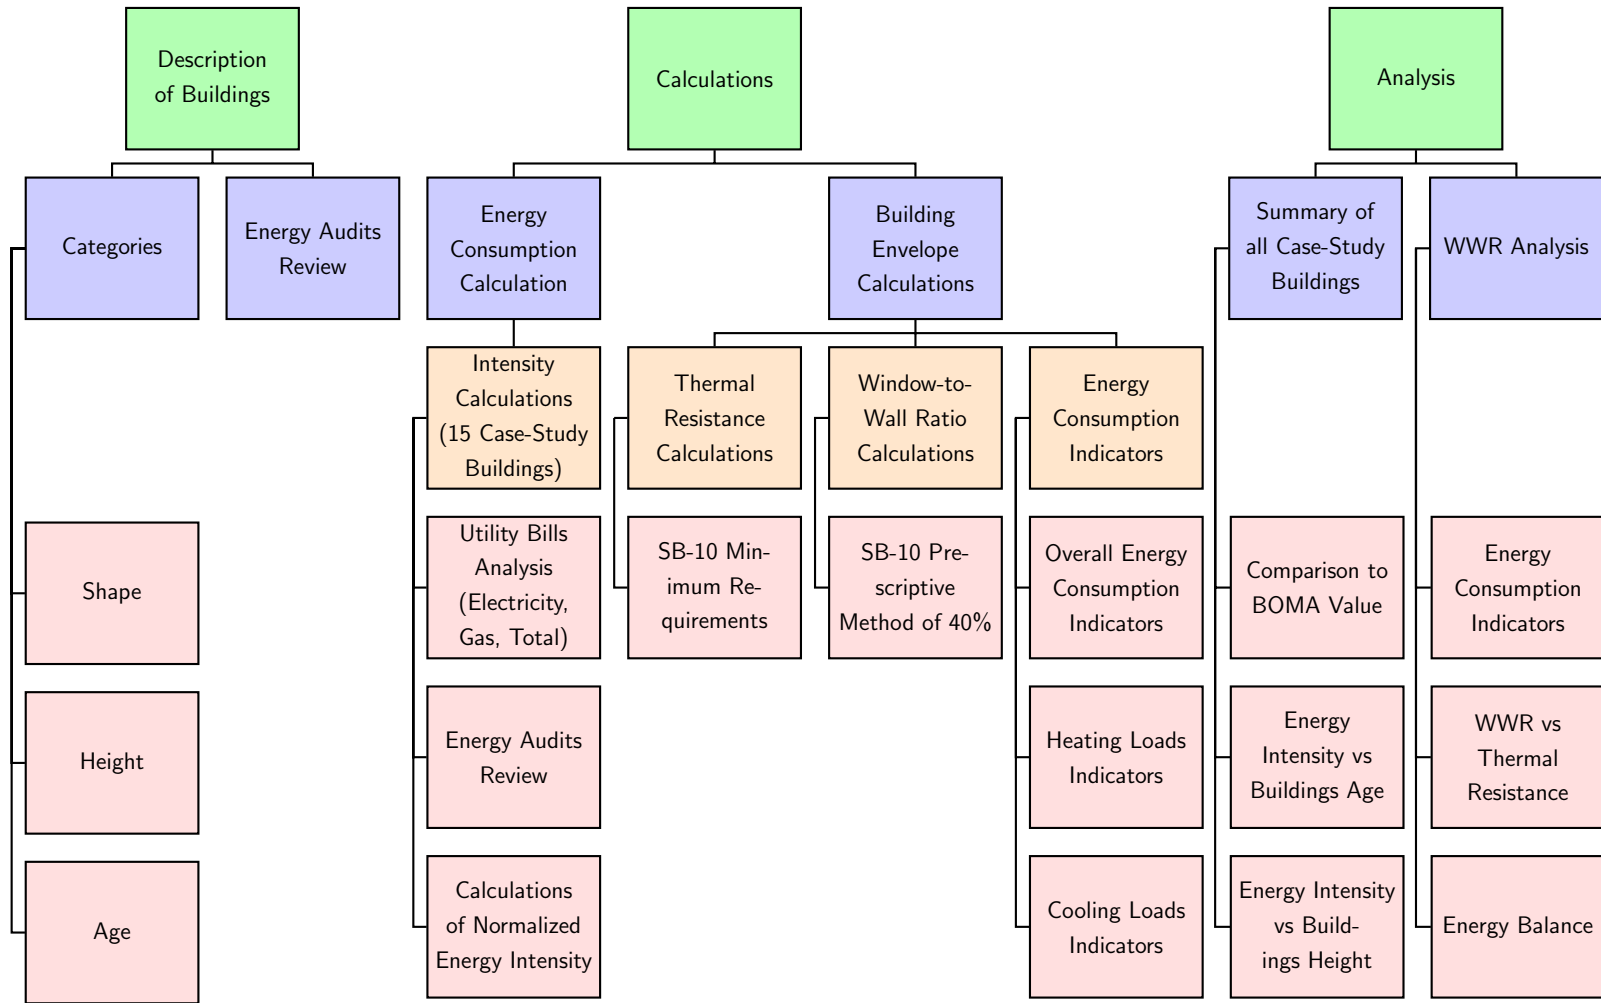 Description
of Buildings
Calculations
Analysis
Categories
Energy Audits
Review
Energy
Consumption
Calculation
Building
Envelope
Calculations
Summary of
all Case-Study
Buildings
WWR Analysis
Intensity
Calculations
(15 Case-Study
Buildings)
Thermal
Resistance
Calculations
Window-to-
Wall Ratio
Calculations
Energy
Consumption
Indicators
Shape
Utility Bills
Analysis
(Electricity,
Gas, Total)
SB-10 Min-
imum Re-
quirements
SB-10 Pre-
scriptive
Method of 40%
Overall Energy
Consumption
Indicators
Comparison to
BOMA Value
Energy
Consumption
Indicators
Height
Energy Audits
Review
Heating Loads
Indicators
Energy
Intensity vs
Buildings Age
WWR vs
Thermal
Resistance
Age
Calculations
of Normalized
Energy Intensity
Cooling Loads
Indicators
Energy Intensity
vs Build-
ings Height
Energy Balance